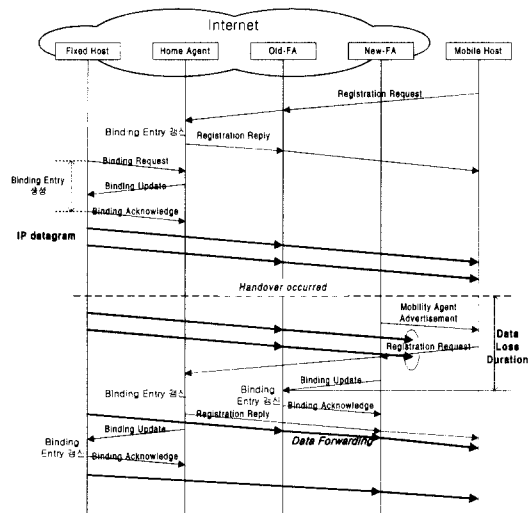 Internet
Fixed Host
Home Agent
Old-FA
New-FA
Mobile Host
Registration Request
Binding Entry 갱신
Registration Reply
Binding Request
Binding Entry
생성
Binding Update
Binding Acknowledge
IP datagram
Handover occurred
Mobility Agent
Advertisement
Data
Loss
Duration
Registration Request
Binding Update
Binding Entry 갱신
Binding
Entry 갱신
Binding Acknowledge
Registration Reply
Binding Update
Data Forwarding
Binding
Entry 갱신
Binding Acknowledge